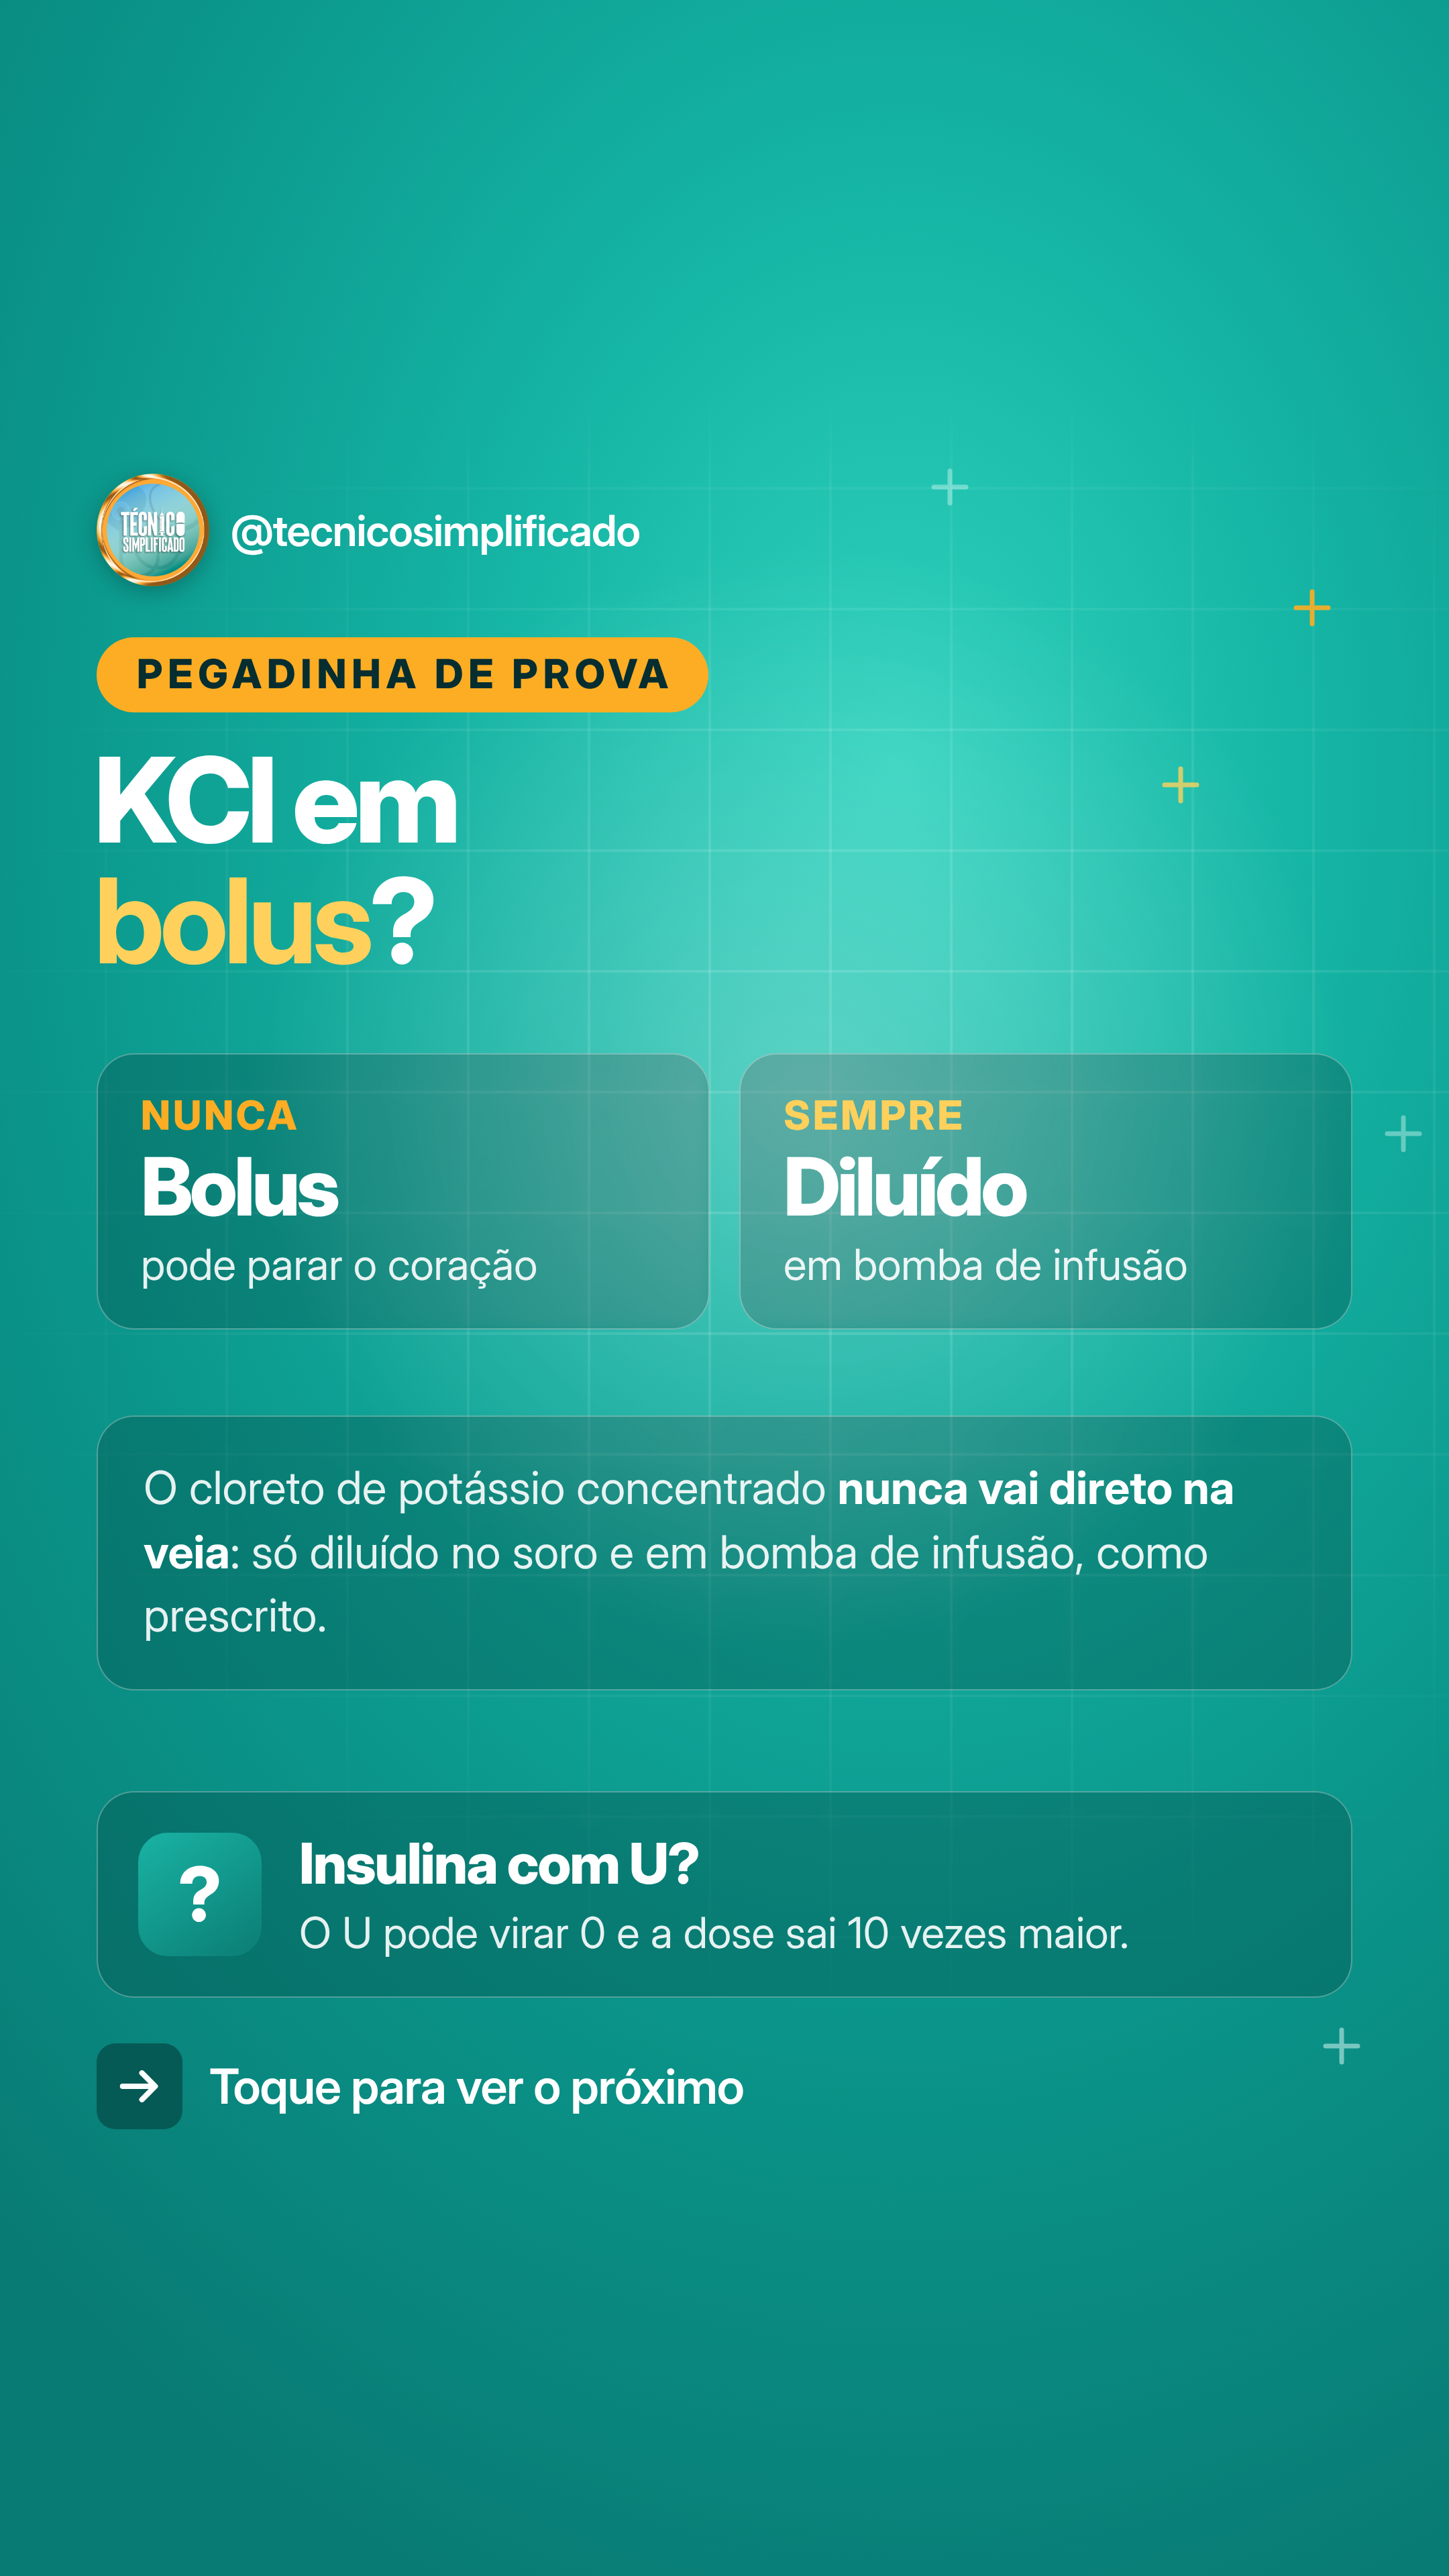 TÉCNICO
SIMPLIFICADO
@tecnicosimplificado
PEGADINHA DE PROVA
KCl em
bolus?
NUNCA
Bolus
pode parar o coração
SEMPRE
Diluído
em bomba de infusão
O cloreto de potássio concentrado nunca vai direto na
veia: só diluído no soro e em bomba de infusão, como
prescrito.
?
Insulina com U?
O U pode virar 0 e a dose sai 10 vezes maior.
Toque para ver o próximo